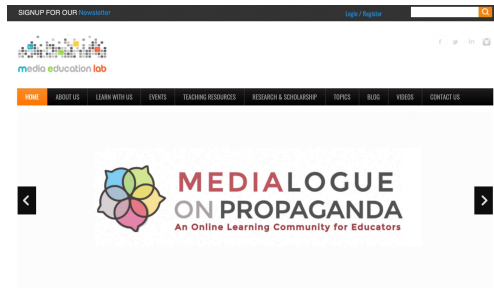 SIGNUP FOR OUR Newsletter
Login / Register
media education lab
HOME ABOUT US LEARN WITH US EVENTS TEACHING RESOURCES RESEARCH & SCHOLARSHIP TOPICS BLOG VIDEOS CONTACT US
MEDIALOGUE
ON PROPAGANDA
An Online Learning Community for Educators